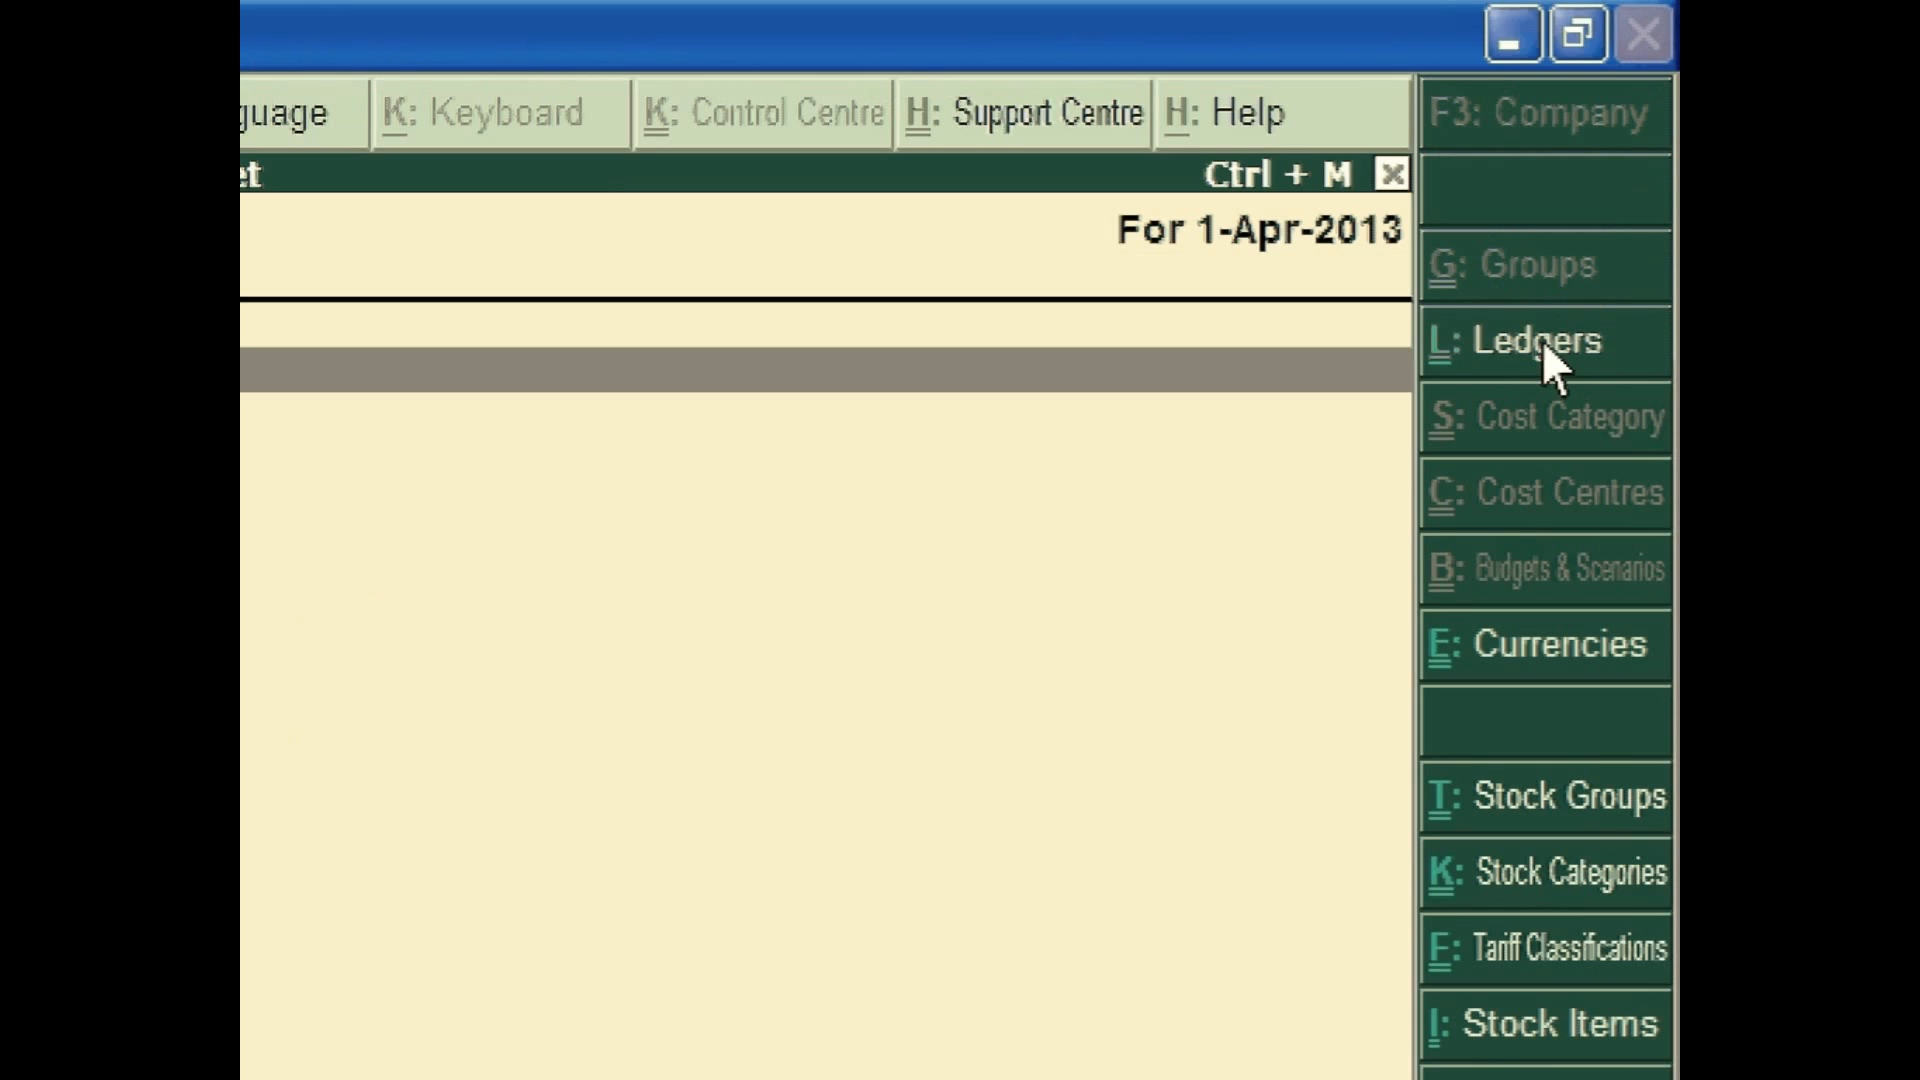 guage
K: Keyboard
K: Control Centre
H: Support Centre
H: Help
et
Ctrl + M
For 1-Apr-2013
F3: Company
G: Groups
L: Ledgers
S: Cost Category
C: Cost Centres
B: Budgets & Scenarios
E: Currencies
T: Stock Groups
K: Stock Categories
F: Tariff Classifications
I: Stock Items